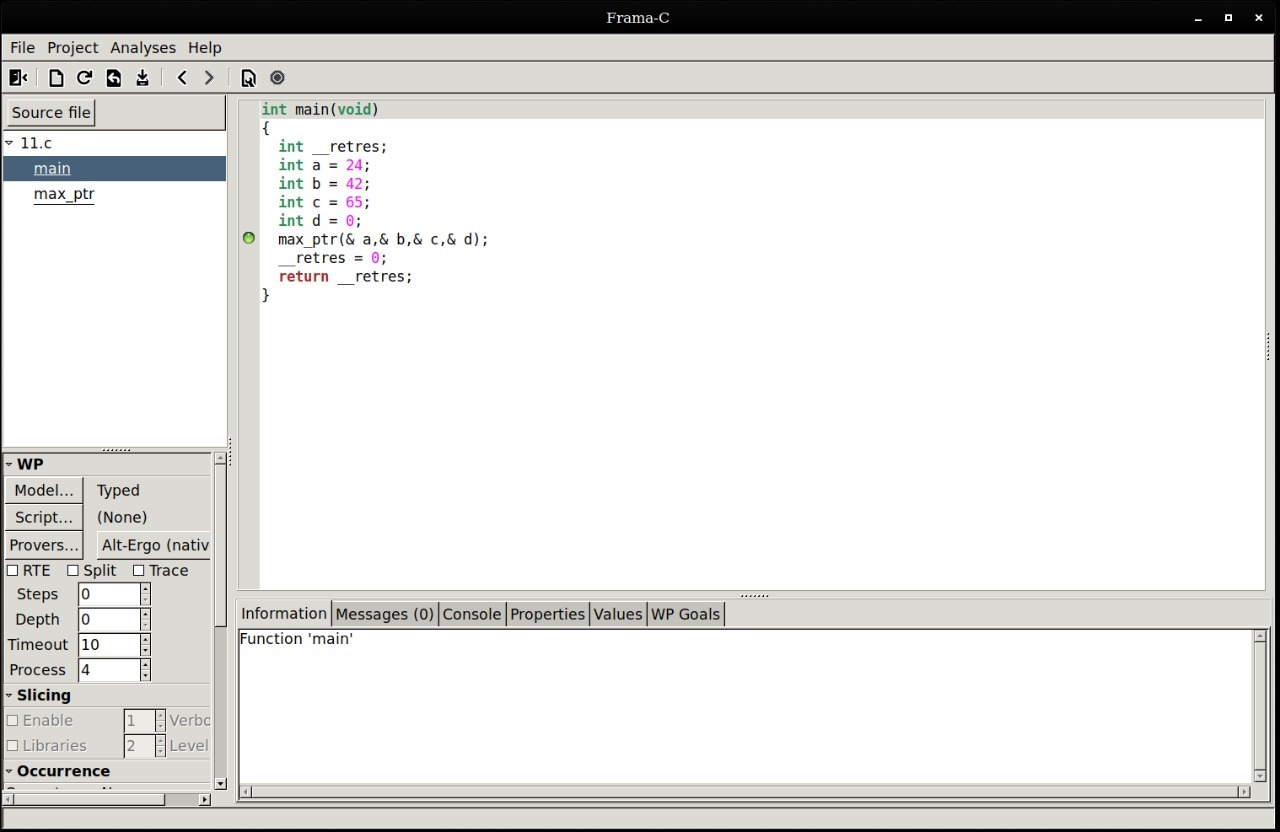 Frama-C
File Project Analyses Help
Source file
11.c
main
max_ptr
int main(void)
{
  int __retres;
  int a = 24;
  int b = 42;
  int c = 65;
  int d = 0;
  max_ptr(& a,& b,& c,& d);
  __retres = 0;
  return __retres;
}
WP
Model... Typed
Script... (None)
Provers... Alt-Ergo (nativ
RTE Split Trace
Steps 0
Depth 0
Timeout 10
Process 4
Slicing
Enable 1 Verbo
Libraries 2 Level
Occurrence
Information Messages (0) Console Properties Values WP Goals
Function 'main'